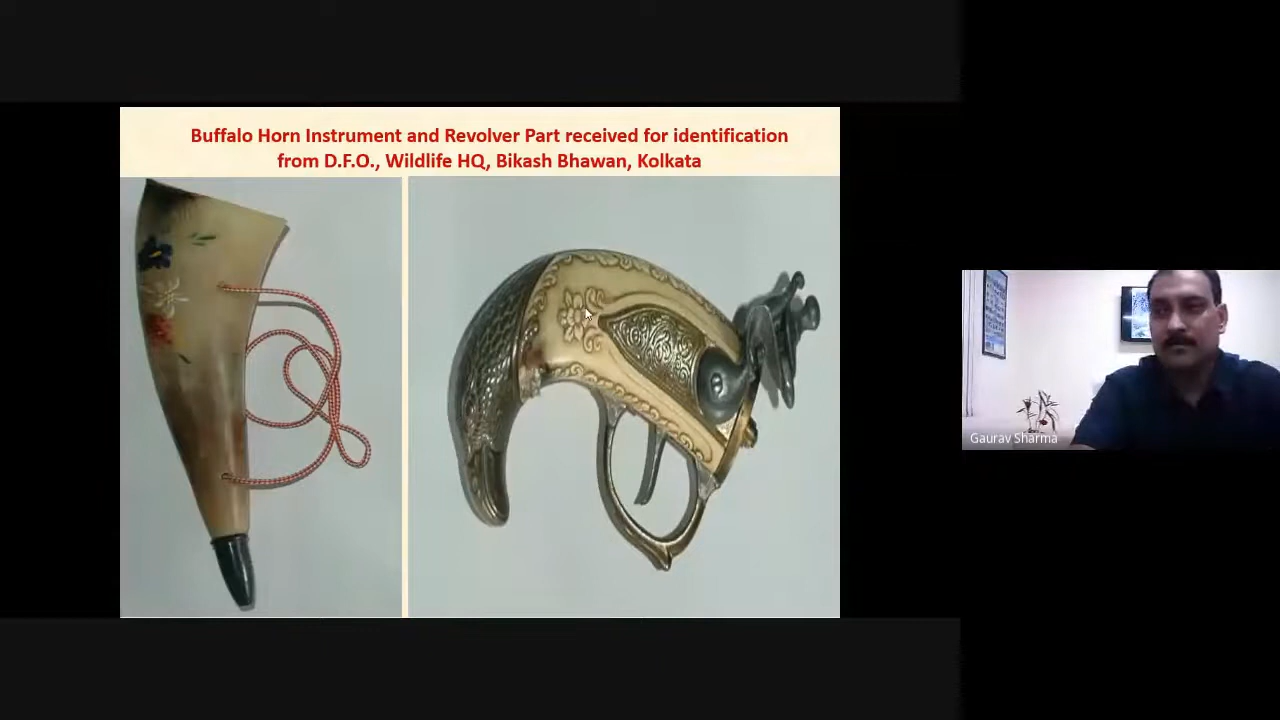 Buffalo Horn Instrument and Revolver Part received for identification
from D.F.O., Wildlife HQ, Bikash Bhawan, Kolkata
Gaurav Sharma